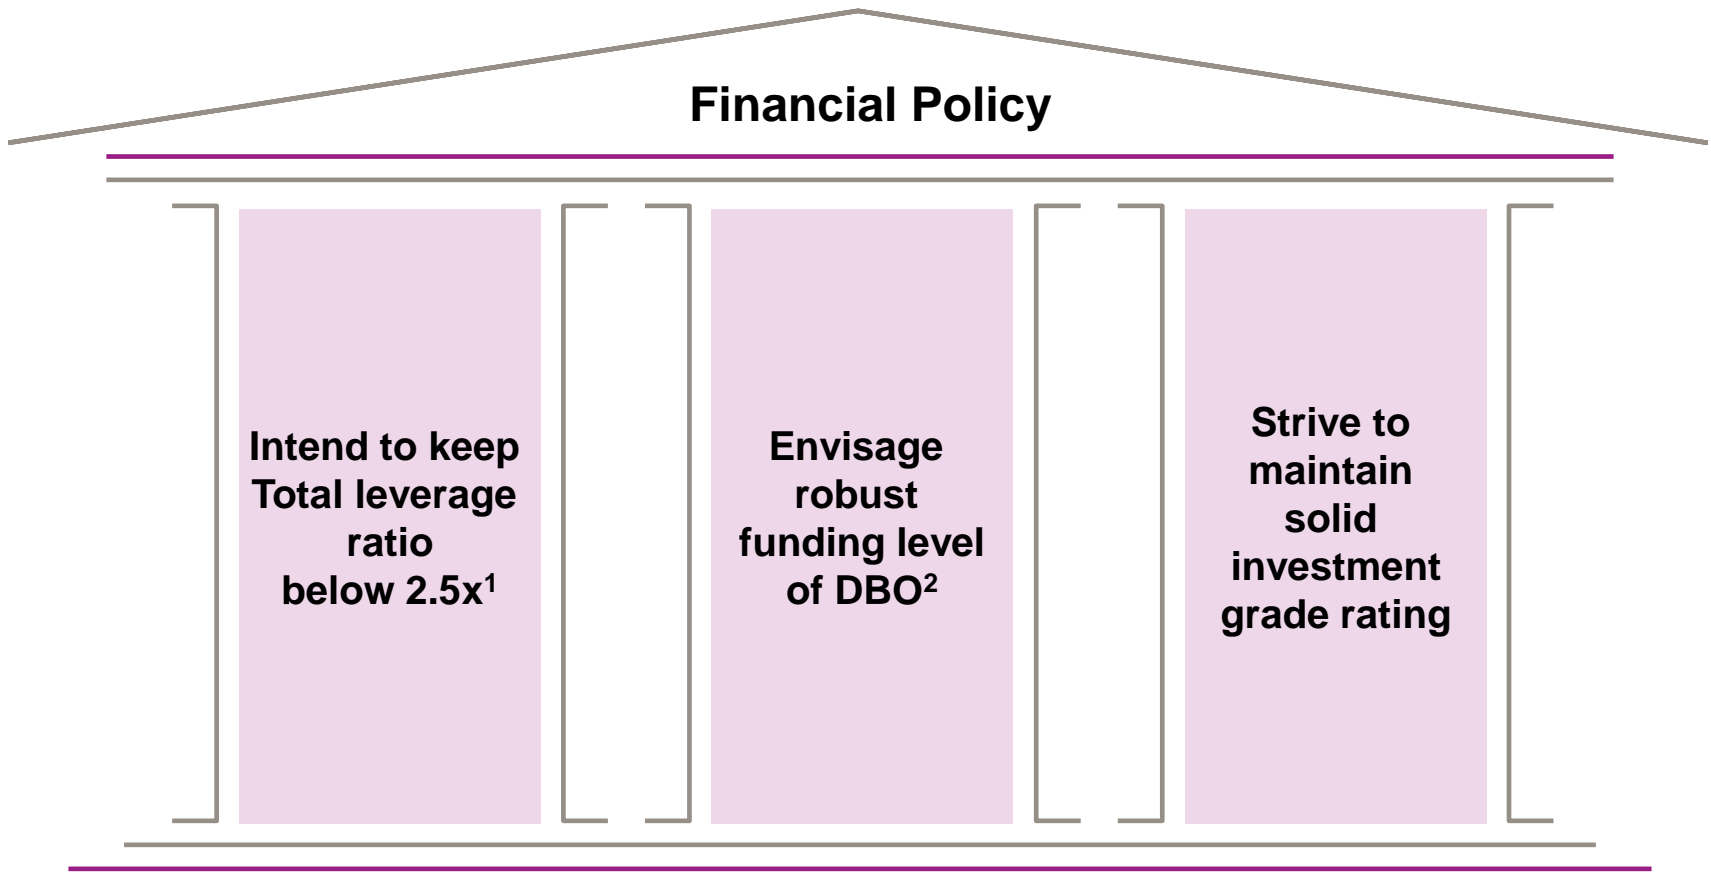 Financial Policy
Intend to keep
Total leverage
ratio
below 2.5x¹
Envisage
robust
funding level
of DBO²
Strive to
maintain
solid
investment
grade rating